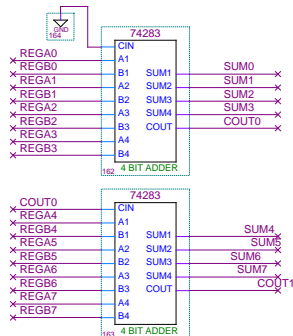 74283
GND
164
CIN
REGA0 A1
REGB0 B1 SUM1 SUM0
REGA1 A2 SUM2 SUM1
REGB1 B2 SUM3 SUM2
REGA2 A3 SUM4 SUM3
REGB2 B3 COUT COUT0
REGA3 A4
REGB3 B4
162 4 BIT ADDER
74283
COUT0 CIN
REGA4 A1
REGB4 B1 SUM1 SUM4
REGA5 A2 SUM2 SUM5
REGB5 B2 SUM3 SUM6
REGA6 A3 SUM4 SUM7
REGB6 B3 COUT COUT1
REGA7 A4
REGB7 B4
163 4 BIT ADDER